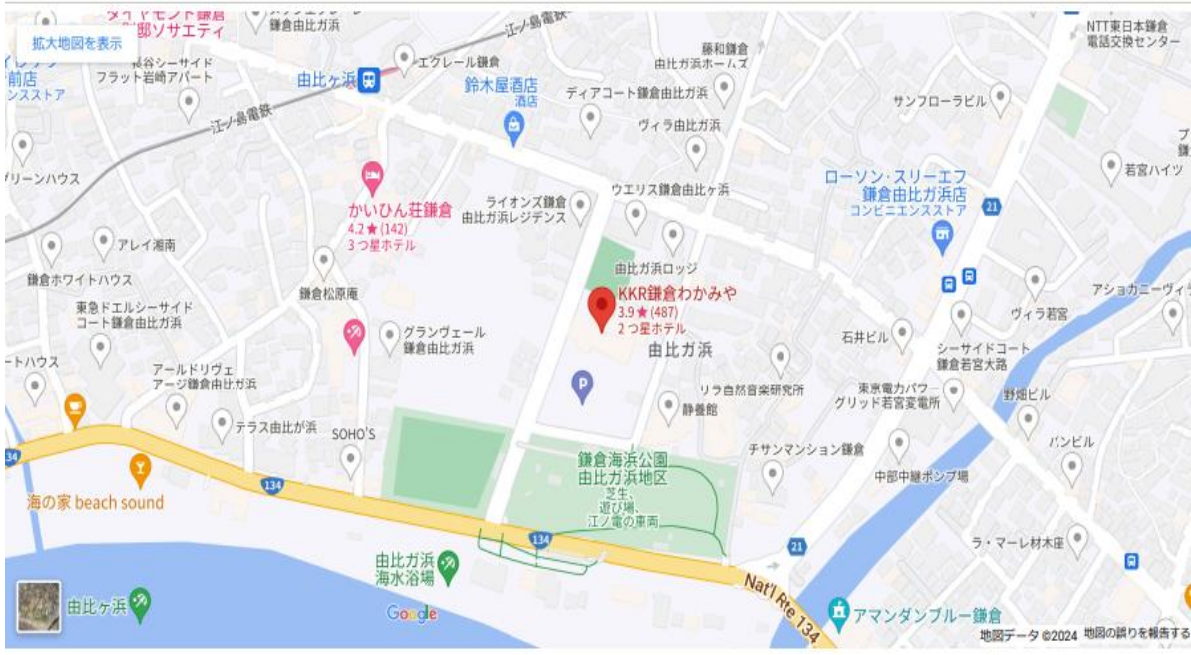 ダイヤモンド鎌倉
別邸ソサエティ
鎌倉由比ガ浜
拡大地図を表示
前店
ンスストア
長谷シーサイド
フラット岩崎アパート
由比ヶ浜
エクレール鎌倉
江ノ島電鉄
江ノ島電鉄
鈴木屋酒店
酒店
藤和鎌倉
由比ガ浜ホームズ
ディアコート鎌倉由比ガ浜
ヴィラ由比ガ浜
NTT東日本鎌倉
電話交換センター
サンフローラビル
若宮ハイツ
グリーンハウス
かいひん荘鎌倉
4.2★(142)
3 つ星ホテル
ライオンズ鎌倉
由比ガ浜レジデンス
ウエリス鎌倉由比ヶ浜
ローソン・スリーエフ
鎌倉由比ガ浜店
コンビニエンスストア
21
アレイ湘南
鎌倉ホワイトハウス
鎌倉松原庵
由比ガ浜ロッジ
KKR鎌倉わかみや
3.9★(487)
2 つ星ホテル
由比ガ浜
アショカニーヴィラ
ヴィラ若宮
東急ドエルシーサイド
コート鎌倉由比ガ浜
グランヴェール
鎌倉由比ガ浜
石井ビル
シーサイドコート
鎌倉若宮大路
ートハウス
アールドリヴェ
アージ鎌倉由比ガ浜
P
リラ自然音楽研究所
静養館
東京電力パワー
グリッド若宮変電所
野畑ビル
テラス由比が浜
SOHO'S
チサンマンション鎌倉
中部中継ポンプ場
バンビル
34
134
海の家 beach sound
鎌倉海浜公園
由比ガ浜地区
芝生、
遊び場、
江ノ電の車両
134
21
ラ・マーレ材木座
由比ガ浜
海水浴場
由比ヶ浜
Google
Nat'l Rte 134
アマンダンブルー鎌倉
地図データ ©2024 地図の誤りを報告する